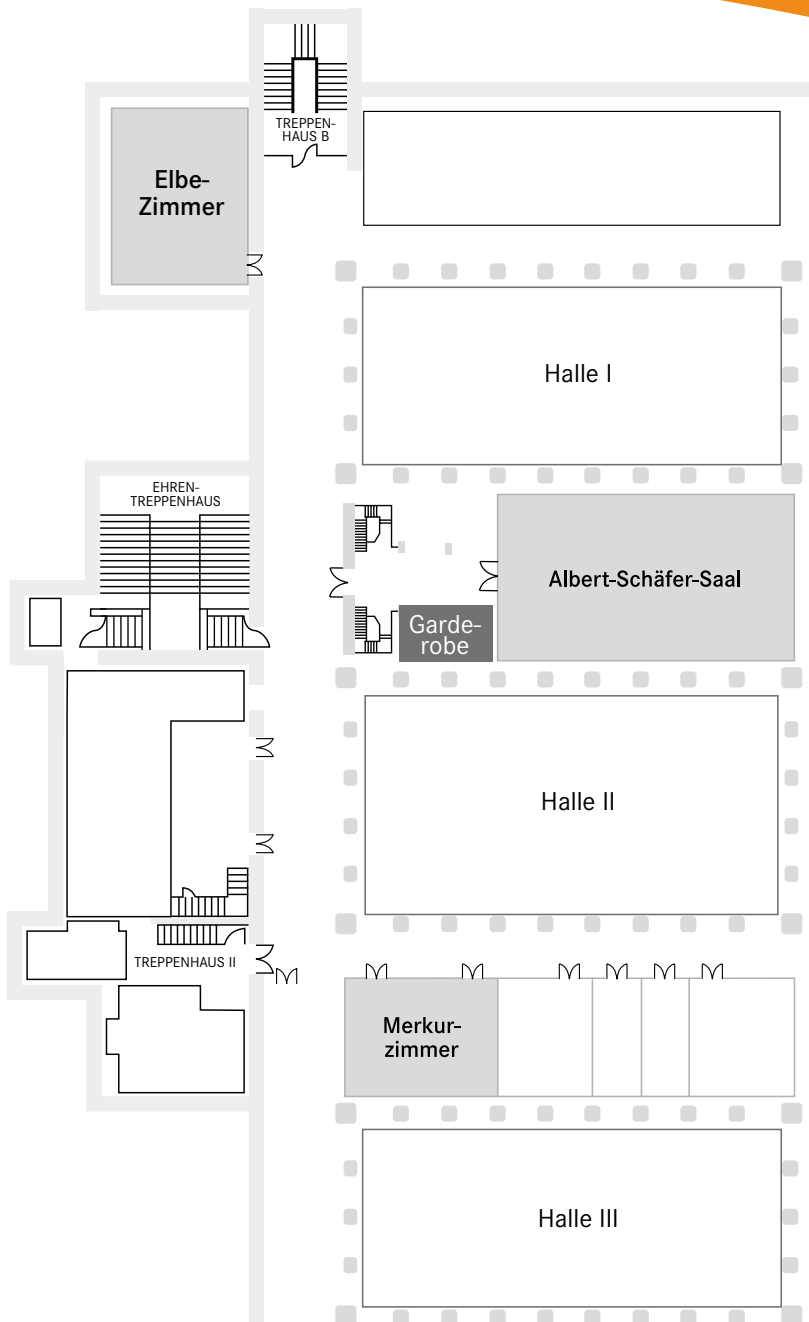 TREPPEN-
HAUS B
Elbe-
Zimmer
Halle I
EHREN-
TREPPENHAUS
Albert-Schäfer-Saal
Garde-
robe
Halle II
TREPPENHAUS II
Merkur-
zimmer
Halle III